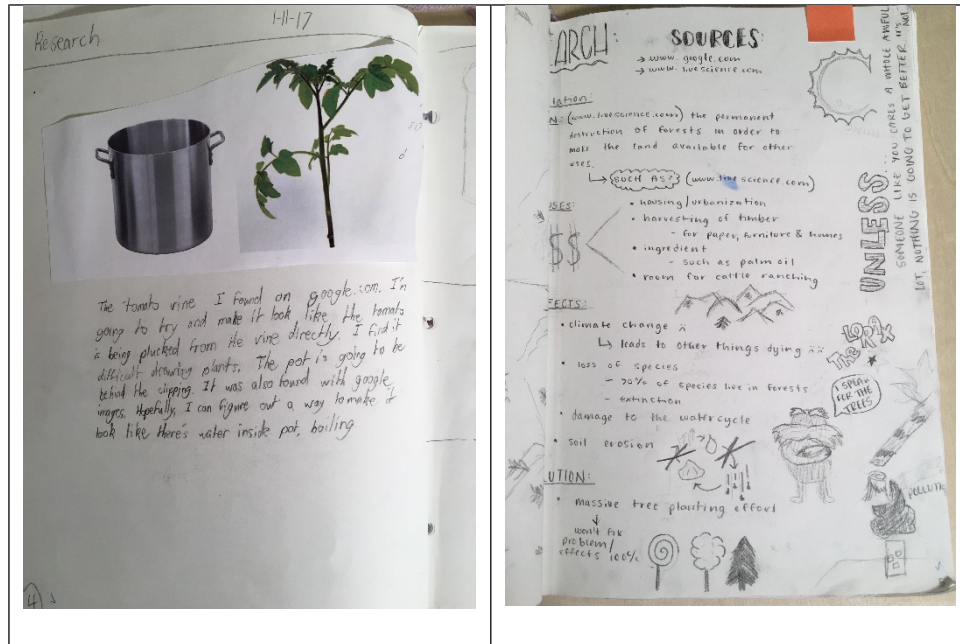 Research
1-11-17
The tomato vine I found on google.com. I'm
going to try and make it look like the tomato
is being plucked from the vine directly. I find it
difficult drawing plants. The pot is going to be
behind the clipping. It was also found with google
images. Hopefully, I can figure out a way to make it
look like there's water inside pot, boiling.
4
ARCH:
SOURCES:
→ www.google.com
→ www.livescience.com
tation:
N: (www.livescience.com) the permanent
destruction of forests in order to
make the land available for other
uses.
SUCH AS? (www.livescience.com)
USES:
$$
• housing/urbanization
• harvesting of timber
- for paper, furniture & homes
• ingredient
- such as palm oil
• room for cattle ranching
FECTS:
• climate change
leads to other things dying
• loss of species
- 70% of species live in forests
- extinction
• damage to the watercycle
• soil erosion
LUTION:
• massive tree planting effort
won't fix
problem/
effects 100%
UNLESS
SOMEONE LIKE YOU CARES A WHOLE AWFUL
LOT, NOTHING IS GOING TO GET BETTER. IT'S NOT.
THE LORAX
I SPEAK
FOR THE
TREES
POLLUTIO